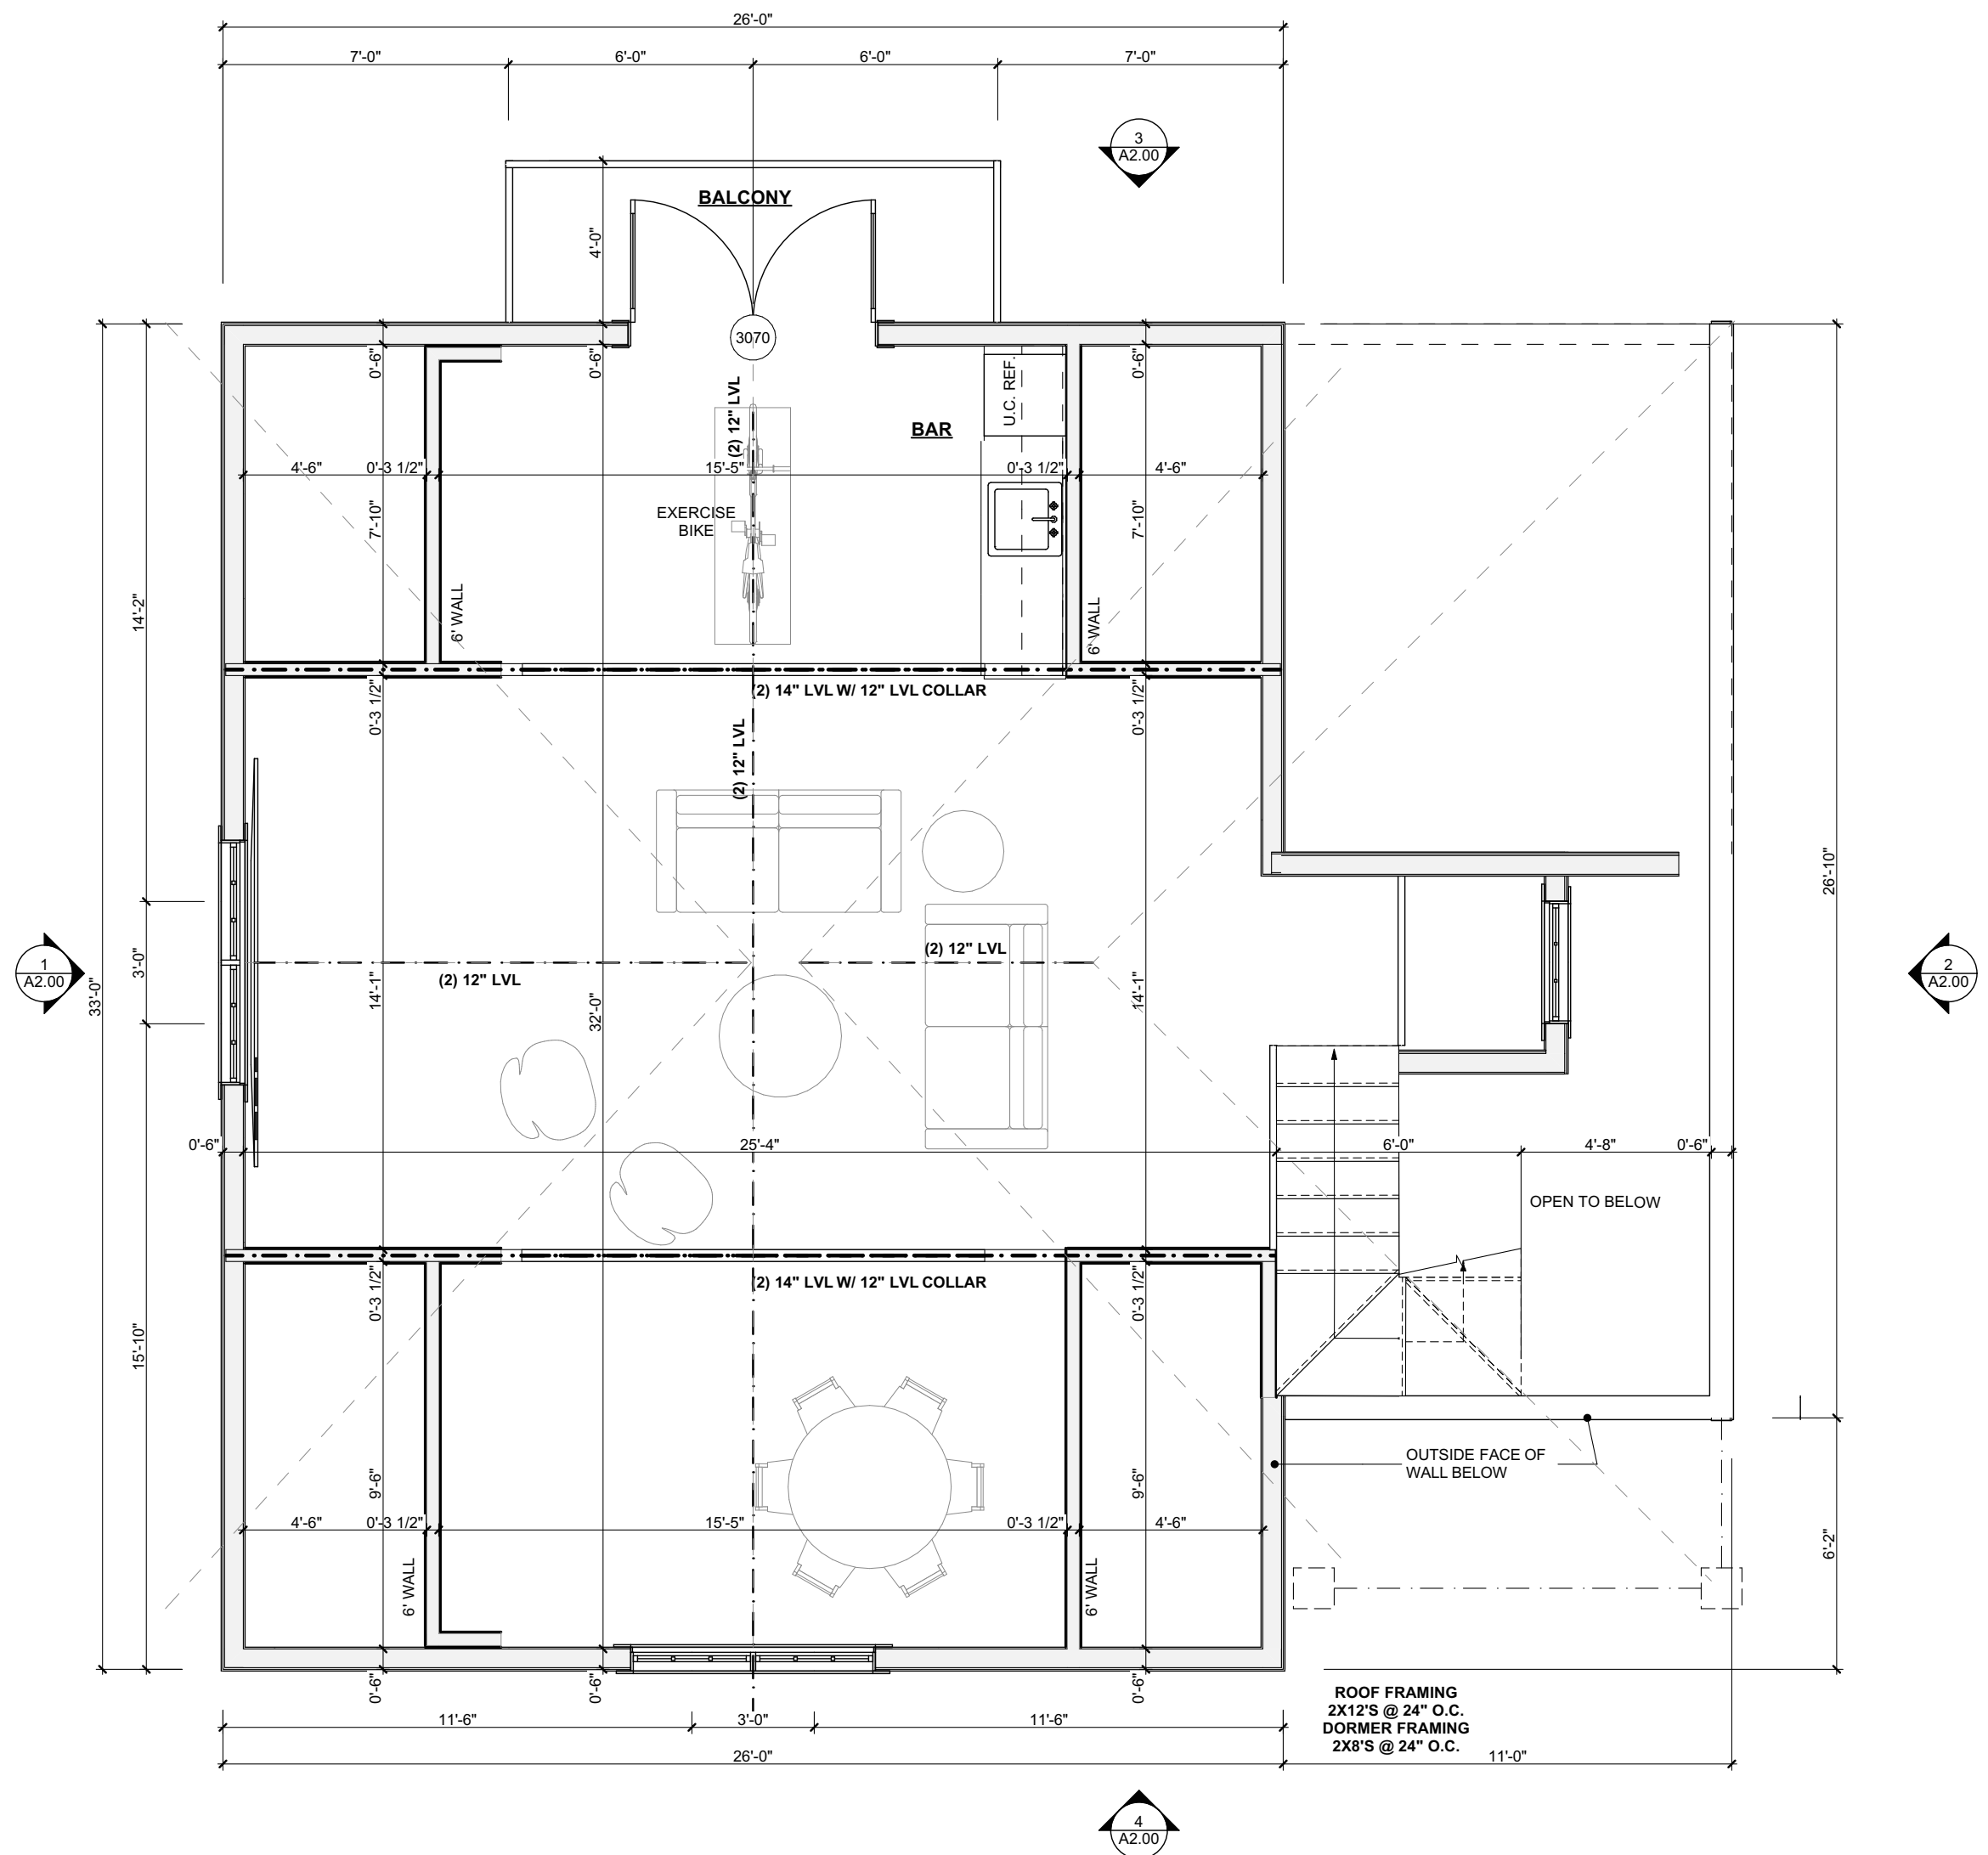 26'-0"
7'-0"
6'-0"
6'-0"
7'-0"
3
A2.00
BALCONY
4'-0"
3070
0'-6"
0'-6"
0'-6"
U.C. REF.
(2) 12" LVL
BAR
4'-6"
0'-3 1/2"
15'-5"
0'-3 1/2"
4'-6"
EXERCISE
BIKE
7'-10"
7'-10"
14'-2"
6' WALL
6' WALL
(2) 14" LVL W/ 12" LVL COLLAR
0'-3 1/2"
0'-3 1/2"
(2) 12" LVL
26'-10"
1
A2.00
33'-0"
3'-0"
(2) 12" LVL
(2) 12" LVL
14'-1"
32'-0"
14'-1"
2
A2.00
0'-6"
25'-4"
6'-0"
4'-8"
0'-6"
OPEN TO BELOW
(2) 14" LVL W/ 12" LVL COLLAR
0'-3 1/2"
0'-3 1/2"
15'-10"
OUTSIDE FACE OF
WALL BELOW
9'-6"
9'-6"
4'-6"
0'-3 1/2"
15'-5"
0'-3 1/2"
4'-6"
6'-2"
6' WALL
6' WALL
0'-6"
0'-6"
0'-6"
ROOF FRAMING
2X12'S @ 24" O.C.
DORMER FRAMING
2X8'S @ 24" O.C.
11'-6"
3'-0"
11'-6"
26'-0"
11'-0"
4
A2.00